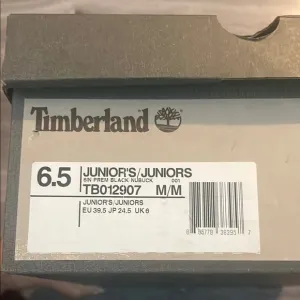 Timberland
6.5
JUNIOR'S/JUNIORS
6IN PREM BLACK NUBUCK 001
TB012907 M/M
JUNIOR'S/JUNIORS
EU 39.5 JP 24.5 UK 6